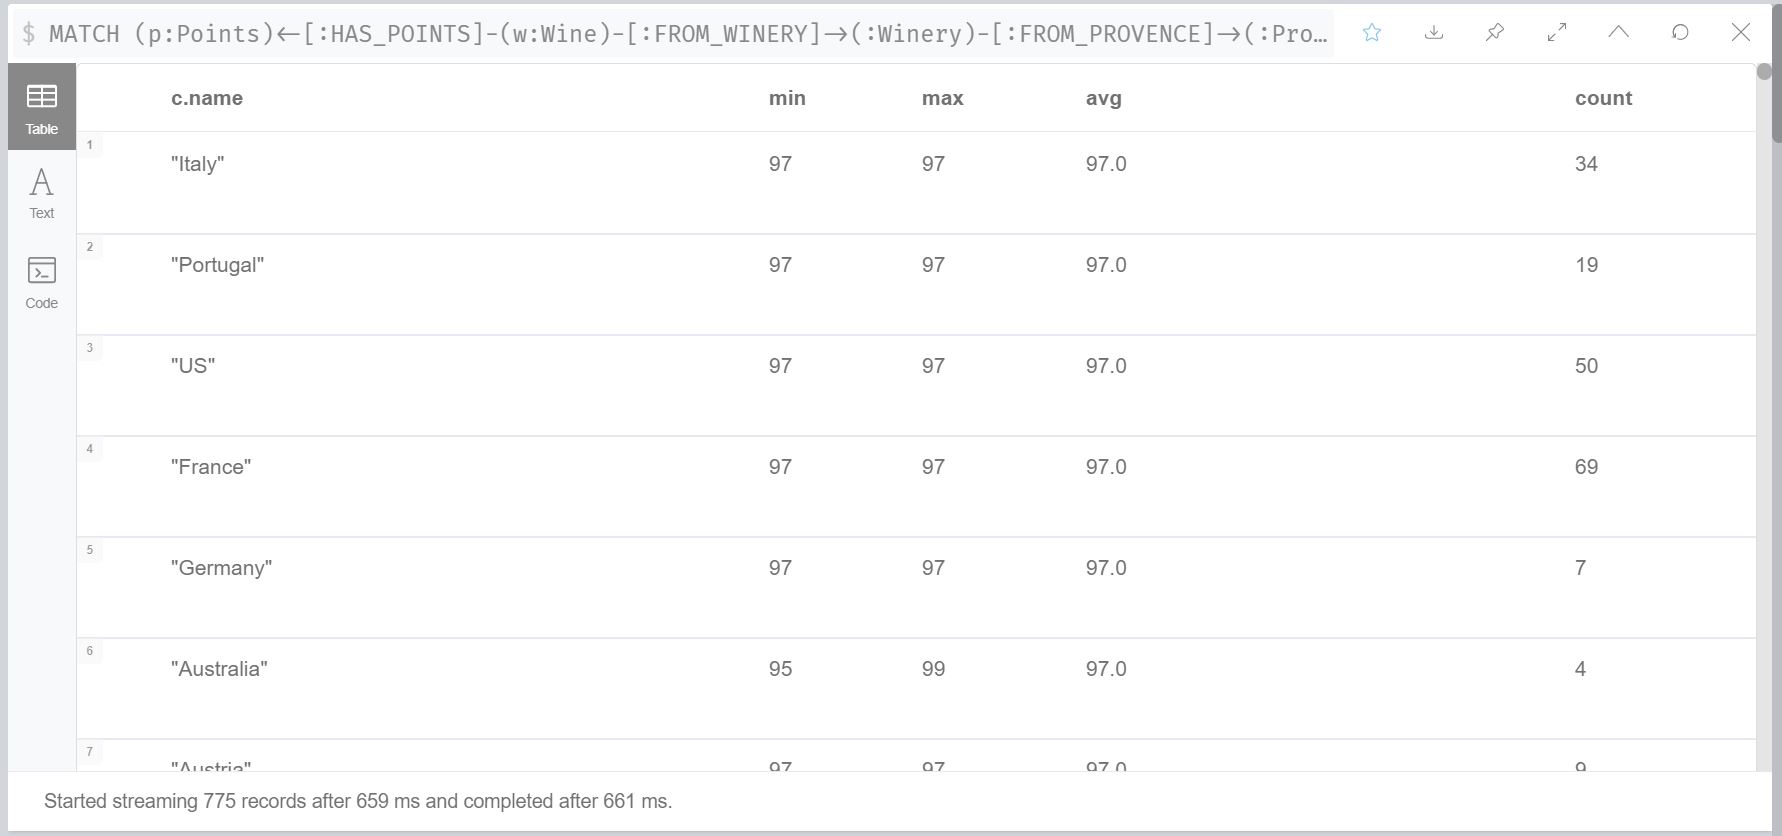 $ MATCH (p:Points)<-[:HAS_POINTS]-(w:Wine)-[:FROM_WINERY]->(:Winery)-[:FROM_PROVENCE]->(:Pro…
Table
Text
Code
c.name min max avg count
1 "Italy" 97 97 97.0 34
2 "Portugal" 97 97 97.0 19
3 "US" 97 97 97.0 50
4 "France" 97 97 97.0 69
5 "Germany" 97 97 97.0 7
6 "Australia" 95 99 97.0 4
7 "Austria" 97 97 97.0 9
Started streaming 775 records after 659 ms and completed after 661 ms.